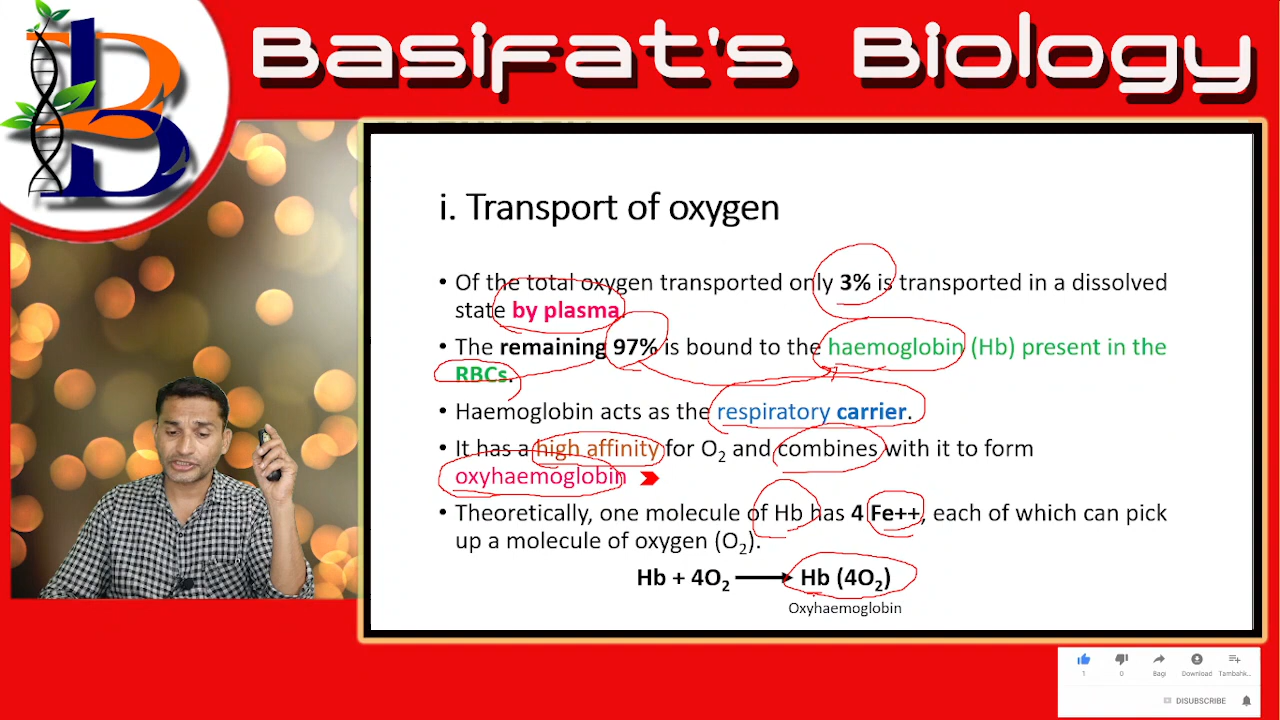 Basifat's Biology
i. Transport of oxygen
• Of the total oxygen transported only 3% is transported in a dissolved
state by plasma.
• The remaining 97% is bound to the haemoglobin (Hb) present in the
RBCs.
• Haemoglobin acts as the respiratory carrier.
• It has a high affinity for O₂ and combines with it to form
oxyhaemoglobin
• Theoretically, one molecule of Hb has 4 Fe++, each of which can pick
up a molecule of oxygen (O₂).
Hb + 4O₂ ⟶ Hb (4O₂)
Oxyhaemoglobin
1 0 Bagi Download Tambahk...
DISUBSCRIBE